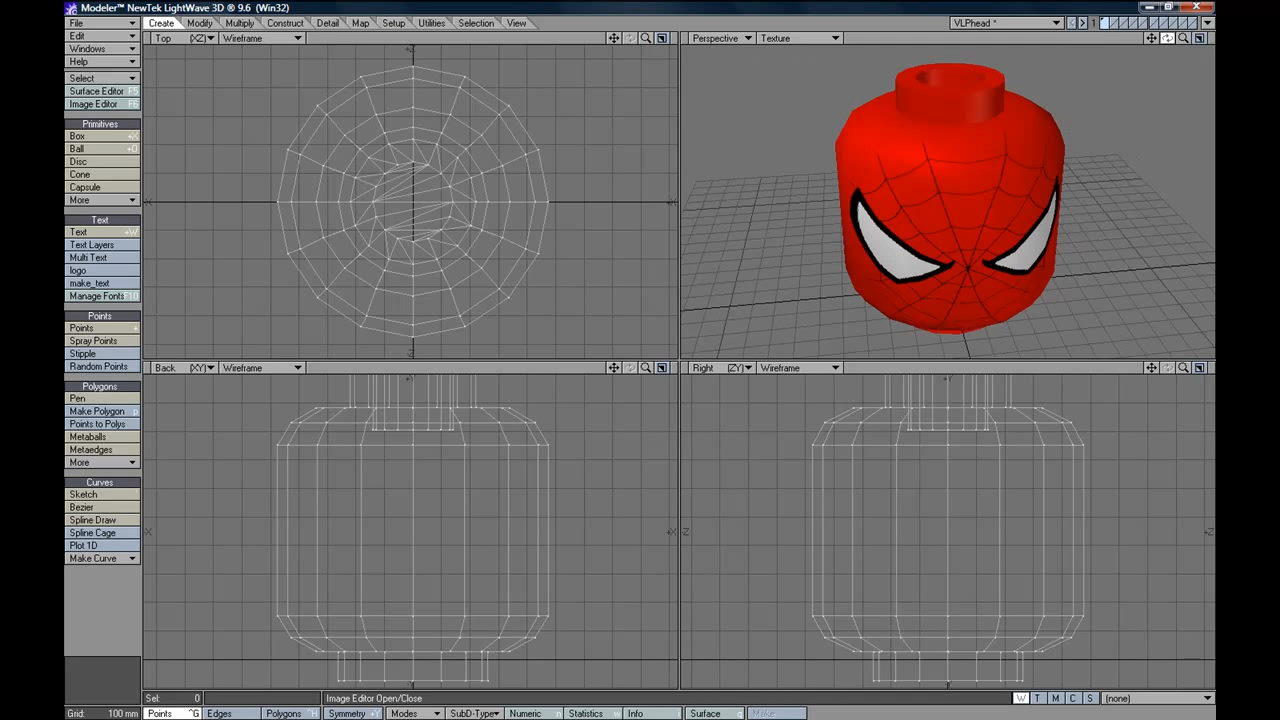 Modeler™ NewTek LightWave 3D ® 9.6 (Win32)
File
Create Modify Multiply Construct Detail Map Setup Utilities Selection View
VLPhead* 1
Edit
Windows
Help
Select
Surface Editor F5
Image Editor F6
Primitives
Box +X
Ball +O
Disc
Cone
Capsule
More
Text
Text +W
Text Layers
Multi Text
logo
make_text
Manage Fonts F10
Points
Points +
Spray Points
Stipple
Random Points
Polygons
Pen
Make Polygon p
Points to Polys
Metaballs
Metaedges
More
Curves
Sketch
Bezier
Spline Draw
Spline Cage
Plot 1D
Make Curve
Top (XZ) Wireframe
Perspective Texture
Back (XY) Wireframe
Right (ZY) Wireframe
Sel: 0
Image Editor Open/Close
W T M C S (none)
Grid: 100 mm
Points ^G Edges Polygons ^H Symmetry +Y Modes SubD-Type Numeric n Statistics w Info i Surface q Make